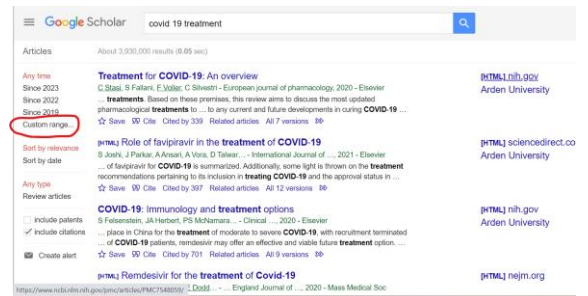 Google Scholar
covid 19 treatment
Articles
About 3,930,000 results (0.05 sec)
Any time
Since 2023
Since 2022
Since 2019
Custom range...
Sort by relevance
Sort by date
Any type
Review articles
include patents
include citations
Create alert
Treatment for COVID-19: An overview
C Stasi, S Fallani, F Voller, C Silvestri - European journal of pharmacology, 2020 - Elsevier
... treatments. Based on these premises, this review aims to discuss the most updated
pharmacological treatments to ... to any current and future developments in curing COVID-19 ...
Save Cite Cited by 339 Related articles All 7 versions
[HTML] nih.gov
Arden University
[HTML] Role of favipiravir in the treatment of COVID-19
S Joshi, J Parkar, A Ansari, A Vora, D Talwar... - International Journal of ..., 2021 - Elsevier
... of favipiravir for COVID-19 is summarized. Additionally, some light is thrown on the treatment
recommendations pertaining to its inclusion in treating COVID-19 and the approval status in ...
Save Cite Cited by 397 Related articles All 12 versions
[HTML] sciencedirect.co
Arden University
COVID-19: Immunology and treatment options
S Felsenstein, JA Herbert, PS McNamara... - Clinical ..., 2020 - Elsevier
... place in China for the treatment of moderate to severe COVID-19, with recruitment terminated
... of COVID-19 patients, remdesivir may offer an effective and viable future treatment option. ...
Save Cite Cited by 701 Related articles All 9 versions
[HTML] nih.gov
Arden University
[HTML] Remdesivir for the treatment of Covid-19
Dodd... - ... England Journal of ..., 2020 - Mass Medical Soc
[HTML] nejm.org
https://www.ncbi.nlm.nih.gov/pmc/articles/PMC7548059/